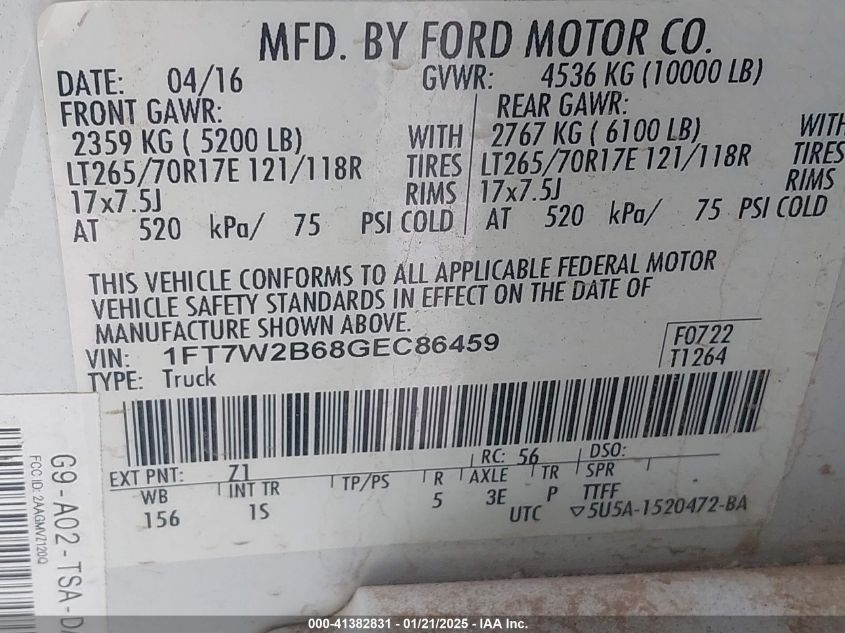 MFD. BY FORD MOTOR CO.
DATE: 04/16 GVWR: 4536 KG (10000 LB)
FRONT GAWR: REAR GAWR:
2359 KG ( 5200 LB) WITH 2767 KG ( 6100 LB) WITH
LT265/70R17E 121/118R TIRES LT265/70R17E 121/118R TIRES
17x7.5J RIMS 17x7.5J RIMS
AT 520 kPa/ 75 PSI COLD AT 520 kPa/ 75 PSI COLD
THIS VEHICLE CONFORMS TO ALL APPLICABLE FEDERAL MOTOR
VEHICLE SAFETY STANDARDS IN EFFECT ON THE DATE OF
MANUFACTURE SHOWN ABOVE.
VIN: 1FT7W2B68GEC86459
F0722
TYPE: Truck
T1264
EXT PNT: Z1 RC: 56 DSO:
WB INT TR TP/PS R AXLE TR SPR
156 1S 5 3E P TTFF
UTC ▽5U5A-1520472-BA
G9-A02-TSA-D
FCC ID: 2AAGMVZ120Q
000-41382831 - 01/21/2025 - IAA Inc.